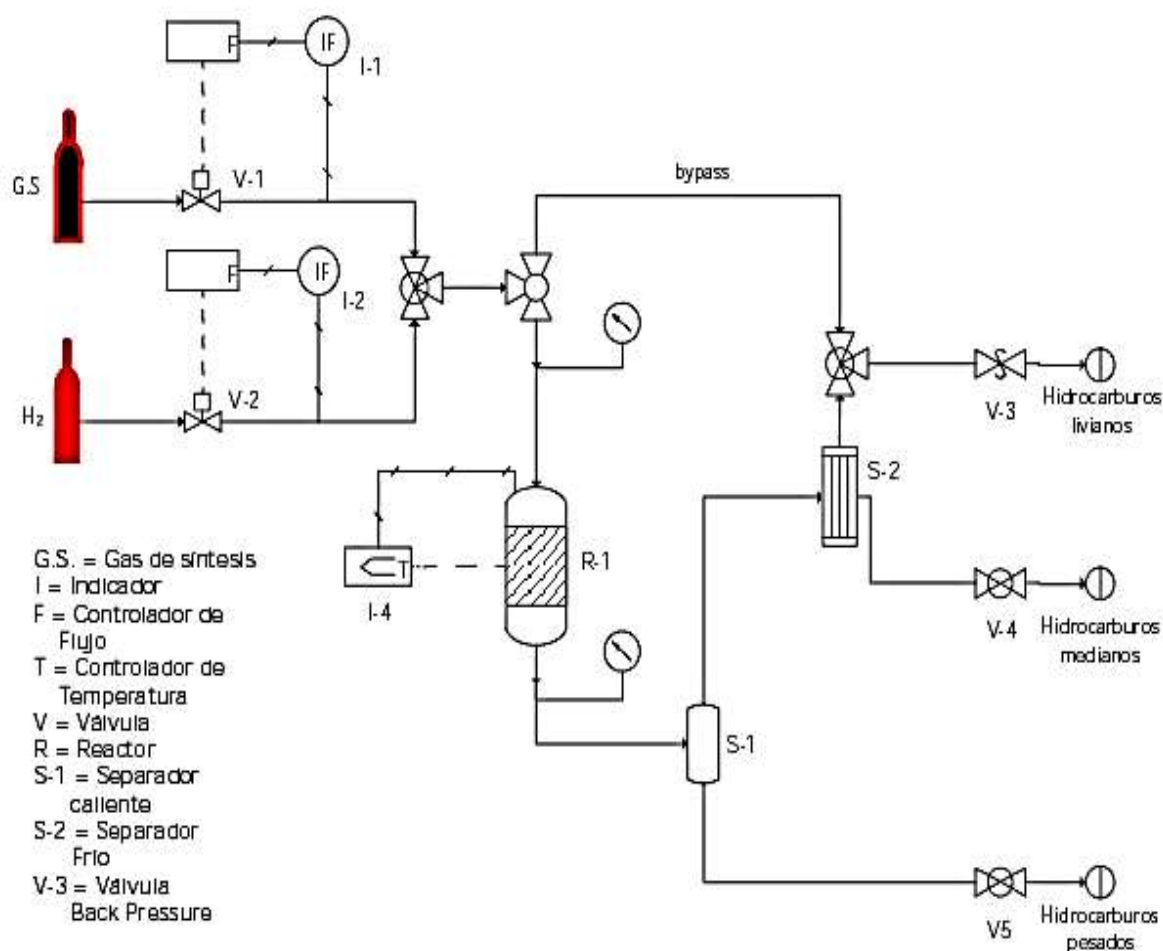 F
IF
I-1
G.S
V-1
bypass
F
IF
I-2
H₂
V-2
V-3
Hidrocarburos
livianos
S-2
T
I-4
R-1
V-4
Hidrocarburos
medianos
S-1
V5
Hidrocarburos
pesados
G.S. = Gas de síntesis
I = Indicador
F = Controlador de
Flujo
T = Controlador de
Temperatura
V = Válvula
R = Reactor
S-1 = Separador
caliente
S-2 = Separador
Frio
V-3 = Válvula
Back Pressure